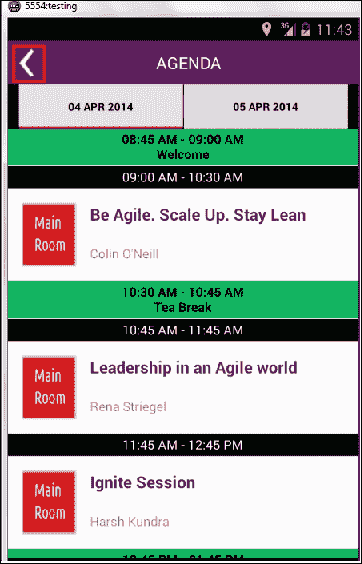 5554:testing
3G 11:43
AGENDA
04 APR 2014 05 APR 2014
08:45 AM - 09:00 AM
Welcome
09:00 AM - 10:30 AM
Main Room
Be Agile. Scale Up. Stay Lean
Colin O'Neill
10:30 AM - 10:45 AM
Tea Break
10:45 AM - 11:45 AM
Main Room
Leadership in an Agile world
Rena Striegel
11:45 AM - 12:45 PM
Main Room
Ignite Session
Harsh Kundra